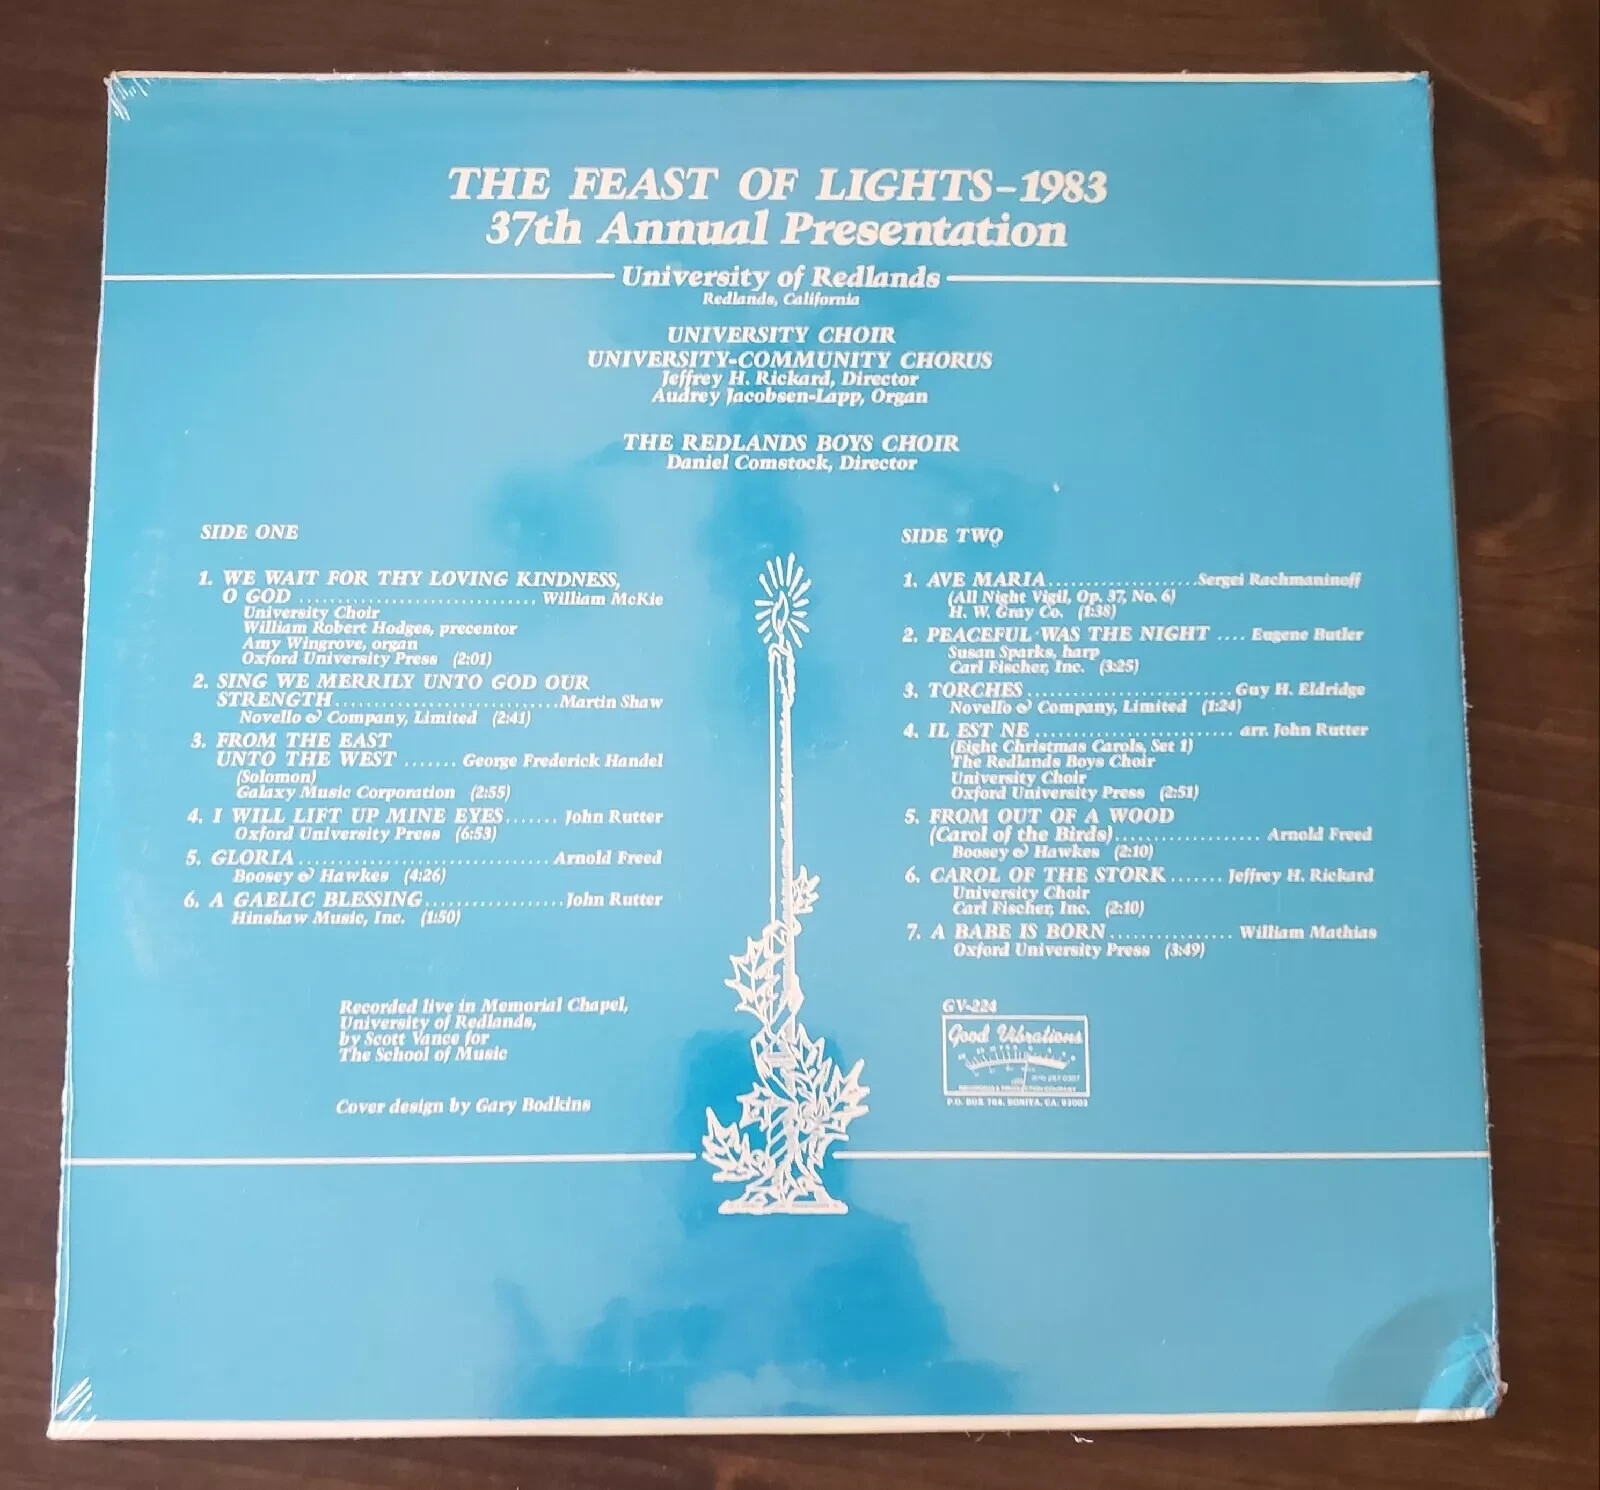 THE FEAST OF LIGHTS-1983
37th Annual Presentation
University of Redlands
Redlands, California
UNIVERSITY CHOIR
UNIVERSITY-COMMUNITY CHORUS
Jeffrey H. Rickard, Director
Audrey Jacobsen-Lapp, Organ
THE REDLANDS BOYS CHOIR
Daniel Comstock, Director
SIDE ONE
1. WE WAIT FOR THY LOVING KINDNESS,
O GOD .............................. William McKie
University Choir
William Robert Hodges, precentor
Amy Wingrove, organ
Oxford University Press (2:01)
2. SING WE MERRILY UNTO GOD OUR
STRENGTH............................Martin Shaw
Novello & Company, Limited (2:41)
3. FROM THE EAST
UNTO THE WEST ....... George Frederick Handel
(Solomon)
Galaxy Music Corporation (2:55)
4. I WILL LIFT UP MINE EYES....... John Rutter
Oxford University Press (6:53)
5. GLORIA ................................ Arnold Freed
Boosey & Hawkes (4:26)
6. A GAELIC BLESSING..................John Rutter
Hinshaw Music, Inc. (1:50)
Recorded live in Memorial Chapel,
University of Redlands,
by Scott Vance for
The School of Music
Cover design by Gary Bodkins
SIDE TWO
1. AVE MARIA....................Sergei Rachmaninoff
(All Night Vigil, Op. 37, No. 6)
H. W. Gray Co. (1:38)
2. PEACEFUL WAS THE NIGHT .... Eugene Butler
Susan Sparks, harp
Carl Fischer, Inc. (3:25)
3. TORCHES .........................Guy H. Eldridge
Novello & Company, Limited (1:24)
4. IL EST NE ........................ arr. John Rutter
(Eight Christmas Carols, Set 1)
The Redlands Boys Choir
University Choir
Oxford University Press (2:51)
5. FROM OUT OF A WOOD
(Carol of the Birds)................... Arnold Freed
Boosey & Hawkes (2:10)
6. CAROL OF THE STORK ....... Jeffrey H. Rickard
University Choir
Carl Fischer, Inc. (2:10)
7. A BABE IS BORN ............... William Mathias
Oxford University Press (3:49)
GV-224
Good Vibrations
P.O. BOX 764, BONITA, CA.